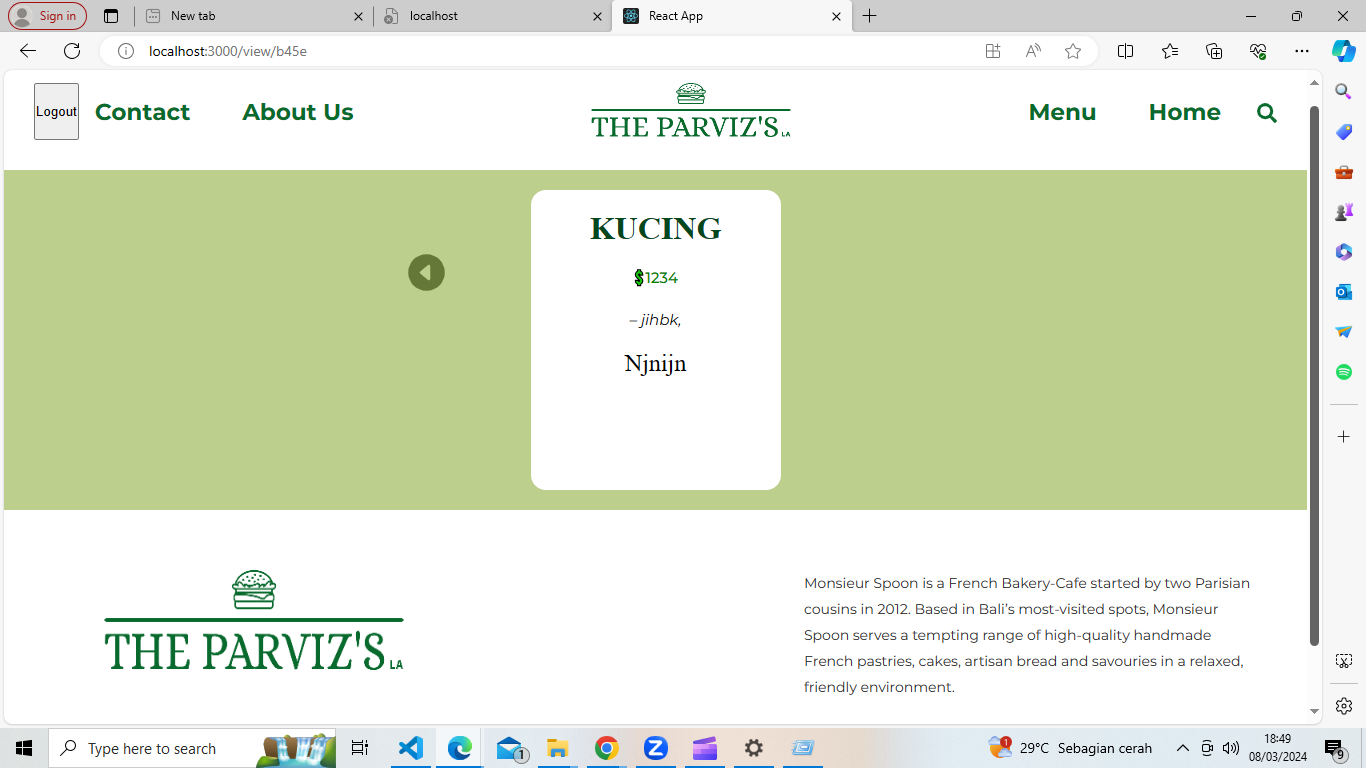 Sign in
New tab
localhost
React App
localhost:3000/view/b45e
Logout
Contact
About Us
THE PARVIZ'S LA
Menu
Home
KUCING
$1234
– jihbk,
Njnijn
THE PARVIZ'S LA
Monsieur Spoon is a French Bakery-Cafe started by two Parisian
cousins in 2012. Based in Bali's most-visited spots, Monsieur
Spoon serves a tempting range of high-quality handmade
French pastries, cakes, artisan bread and savouries in a relaxed,
friendly environment.
Type here to search
1
1
29°C Sebagian cerah
18:49
08/03/2024
9